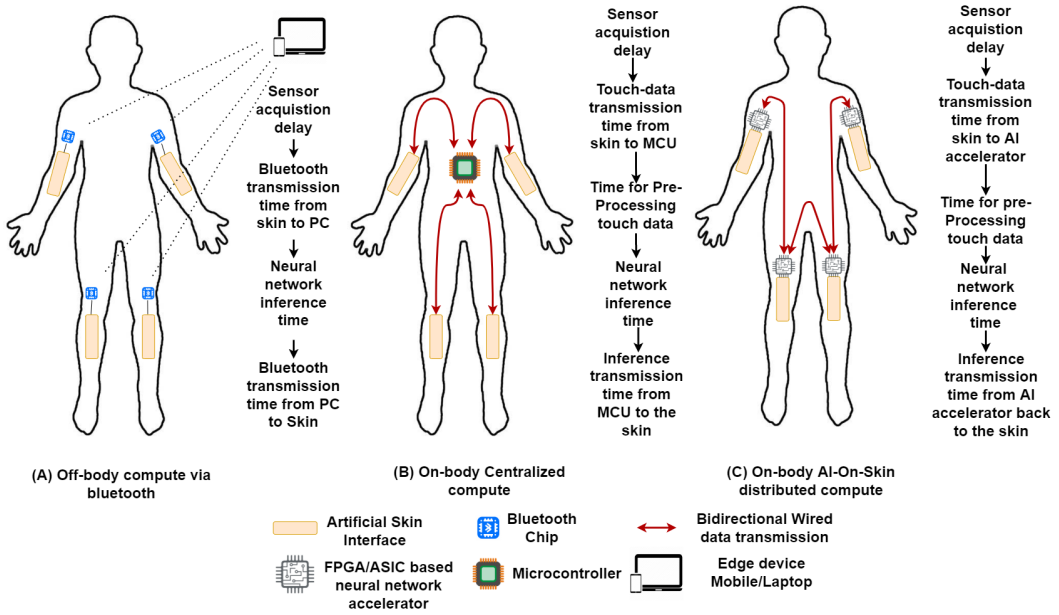 Sensor
acquistion
delay
Bluetooth
transmission
time from
skin to PC
Neural
network
inference
time
Bluetooth
transmission
time from PC
to Skin
(A) Off-body compute via
bluetooth
Sensor
acquistion
delay
Touch-data
transmission
time from
skin to MCU
Time for Pre-
Processing
touch data
Neural
network
inference
time
Inference
transmission
time from
MCU to the
skin
(B) On-body Centralized
compute
Sensor
acquistion
delay
Touch-data
transmission
time from
skin to AI
accelerator
Time for pre-
Processing
touch data
Neural
network
inference
time
Inference
transmission
time from AI
accelerator back
to the skin
(C) On-body AI-On-Skin
distributed compute
Artificial Skin
Interface
Bluetooth
Chip
Bidirectional Wired
data transmission
FPGA/ASIC based
neural network
accelerator
Microcontroller
Edge device
Mobile/Laptop